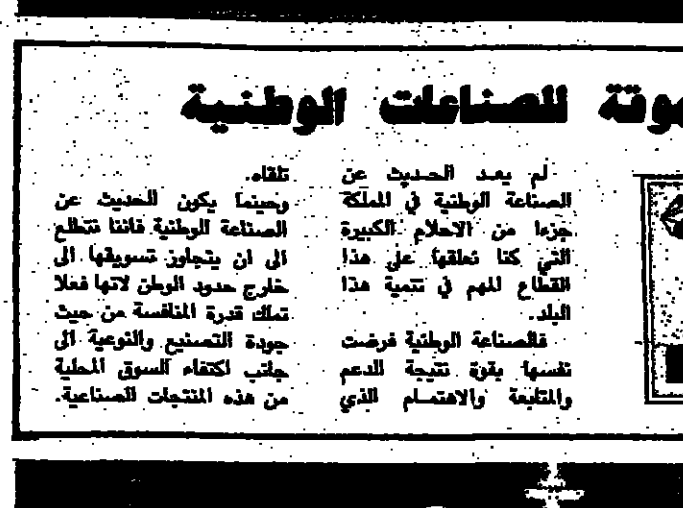 للصناعات الوطنية
لم يعد الحديث عن
الصناعة الوطنية في المملكة
جزءا من الاحلام الكبيرة
التي كنا نعلقها على هذا
القطاع المهم في تنمية هذا
البلد.
فالصناعة الوطنية فرضت
نفسها بقوة نتيجة للدعم
والمتابعة والاهتمام الذي
تلقاه.
وحينما يكون الحديث عن
الصناعة الوطنية فاننا نتطلع
الى ان يتجاوز تسويقها الى
خارج حدود الوطن لانها فعلا
تملك قدرة المنافسة من حيث
جودة التصنيع والنوعية الى
جانب اكتفاء السوق المحلية
من هذه المنتجات الصناعية.